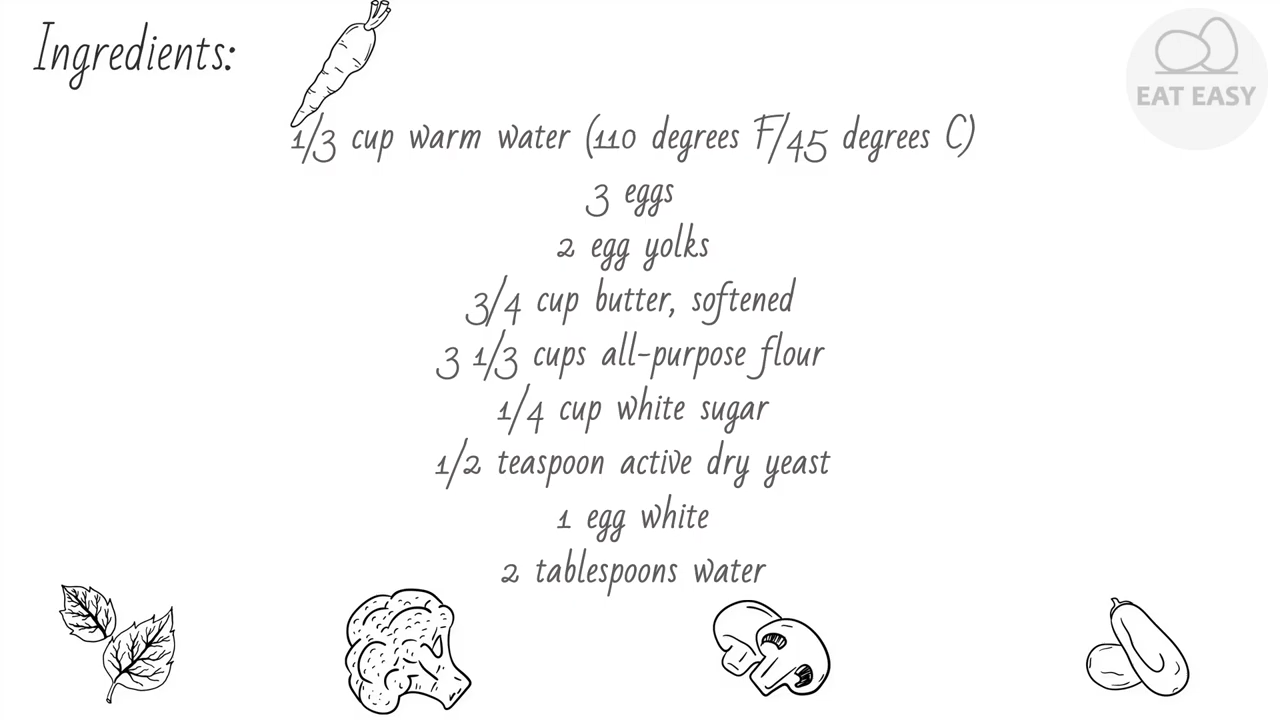 Ingredients:
EAT EASY
1/3 cup warm water (110 degrees F/45 degrees C)
3 eggs
2 egg yolks
3/4 cup butter, softened
3 1/3 cups all-purpose flour
1/4 cup white sugar
1/2 teaspoon active dry yeast
1 egg white
2 tablespoons water